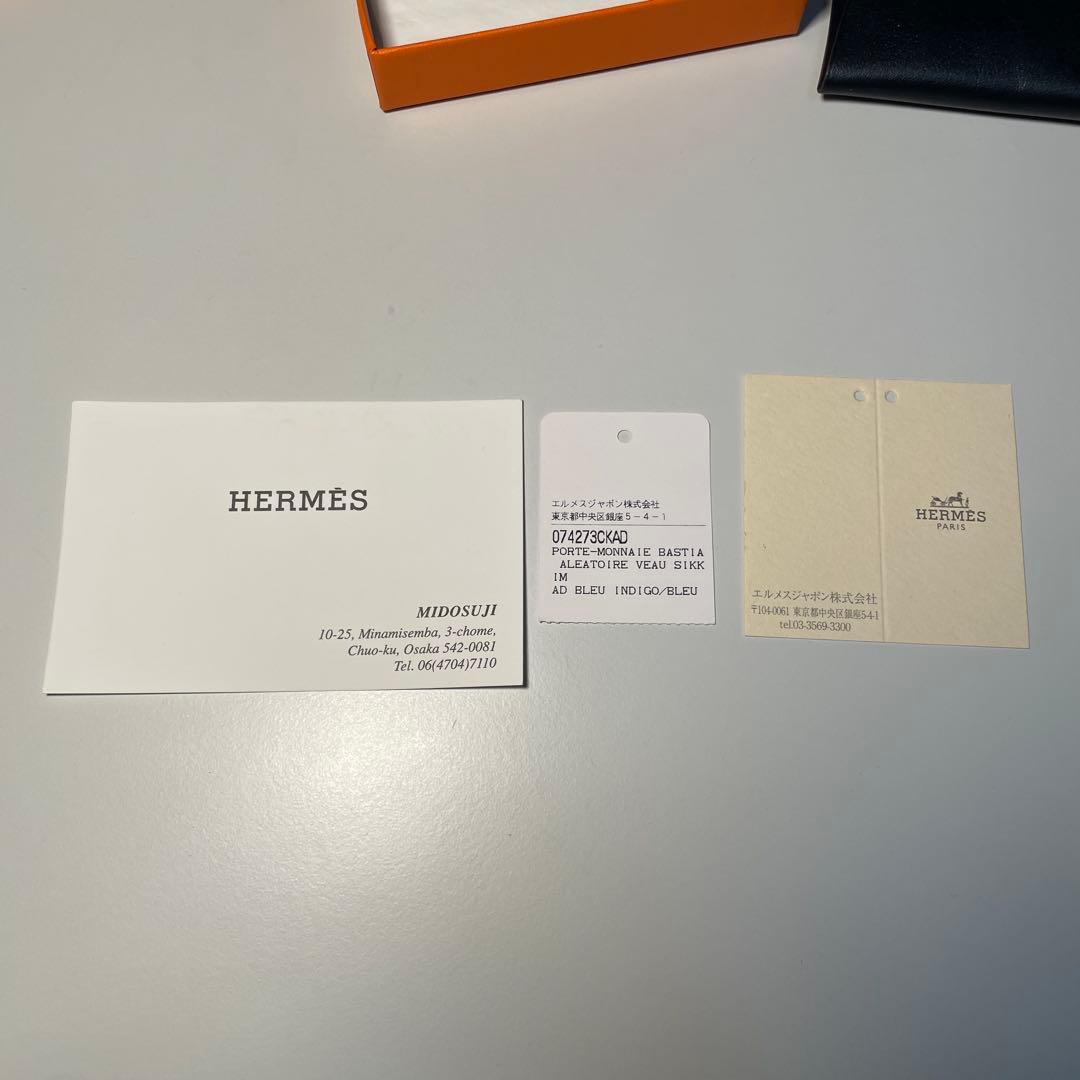 HERMÈS
MIDOSUJI
10-25, Minamisemba, 3-chome,
Chuo-ku, Osaka 542-0081
Tel. 06(4704)7110
エルメスジャポン株式会社
東京都中央区銀座5-4-1
074273CKAD
PORTE-MONNAIE BASTIA
ALEATOIRE VEAU SIKK
IM
AD BLEU INDIGO/BLEU
エルメスジャポン株式会社
〒104-0061 東京都中央区銀座5-4-1
tel.03-3569-3300
HERMÈS
PARIS